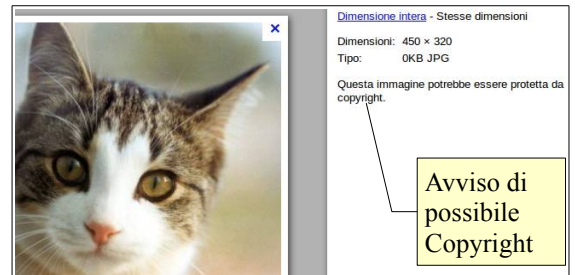 Dimensione intera - Stesse dimensioni
Dimensioni: 450 × 320
Tipo: 0KB JPG
Questa immagine potrebbe essere protetta da
copyright.
Avviso di
possibile
Copyright